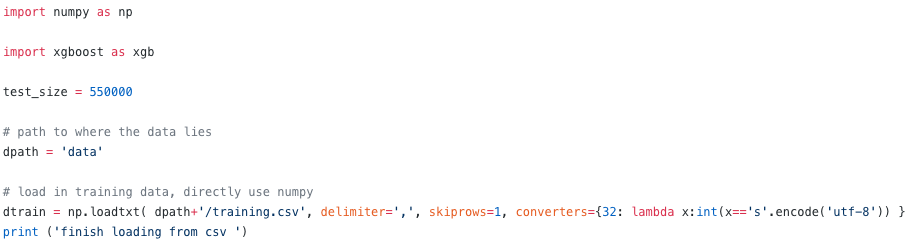 import numpy as np
import xgboost as xgb
test_size = 550000
# path to where the data lies
dpath = 'data'
# load in training data, directly use numpy
dtrain = np.loadtxt( dpath+'/training.csv', delimiter=',', skiprows=1, converters={32: lambda x:int(x=='s'.encode('utf-8')) }
print ('finish loading from csv ')